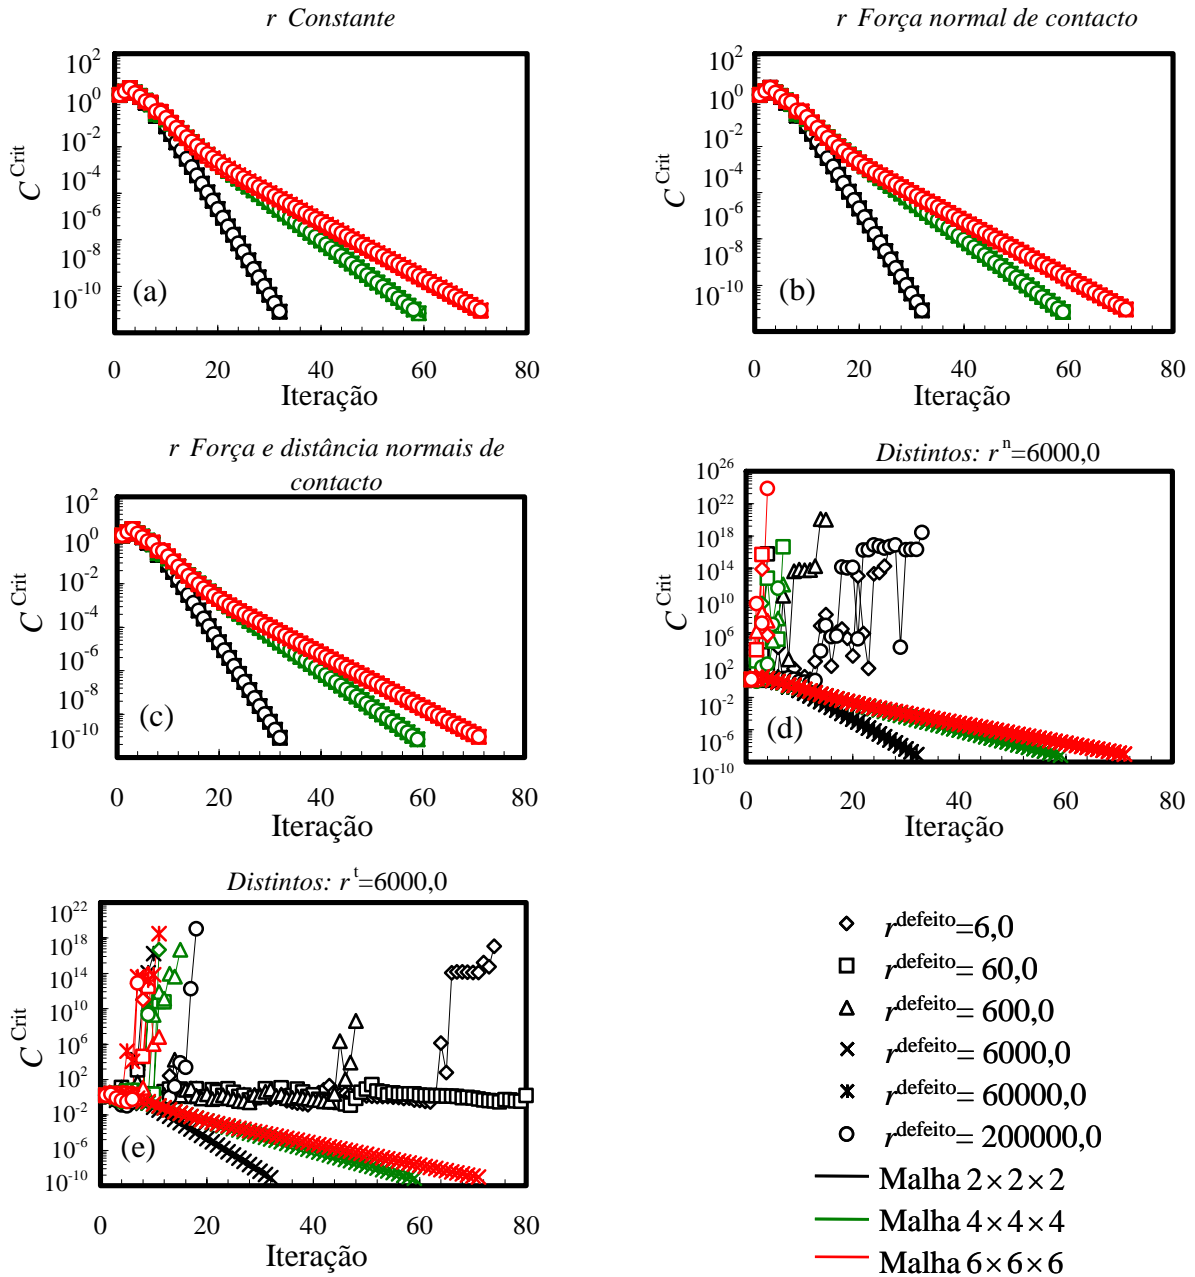 r Constante
10^2
10^0
10^-2
10^-4
10^-6
10^-8
10^-10
C^Crit
(a)
0 20 40 60 80
Iteração
r Força normal de contacto
10^2
10^0
10^-2
10^-4
10^-6
10^-8
10^-10
C^Crit
(b)
0 20 40 60 80
Iteração
r Força e distância normais de
contacto
10^2
10^0
10^-2
10^-4
10^-6
10^-8
10^-10
C^Crit
(c)
0 20 40 60 80
Iteração
Distintos: r^n=6000,0
10^26
10^22
10^18
10^14
10^10
10^6
10^2
10^-2
10^-6
10^-10
C^Crit
(d)
0 20 40 60 80
Iteração
Distintos: r^t=6000,0
10^22
10^18
10^14
10^10
10^6
10^2
10^-2
10^-6
10^-10
C^Crit
(e)
0 20 40 60 80
Iteração
r^defeito=6,0
r^defeito= 60,0
r^defeito= 600,0
r^defeito= 6000,0
r^defeito= 60000,0
r^defeito= 200000,0
Malha 2×2×2
Malha 4×4×4
Malha 6×6×6